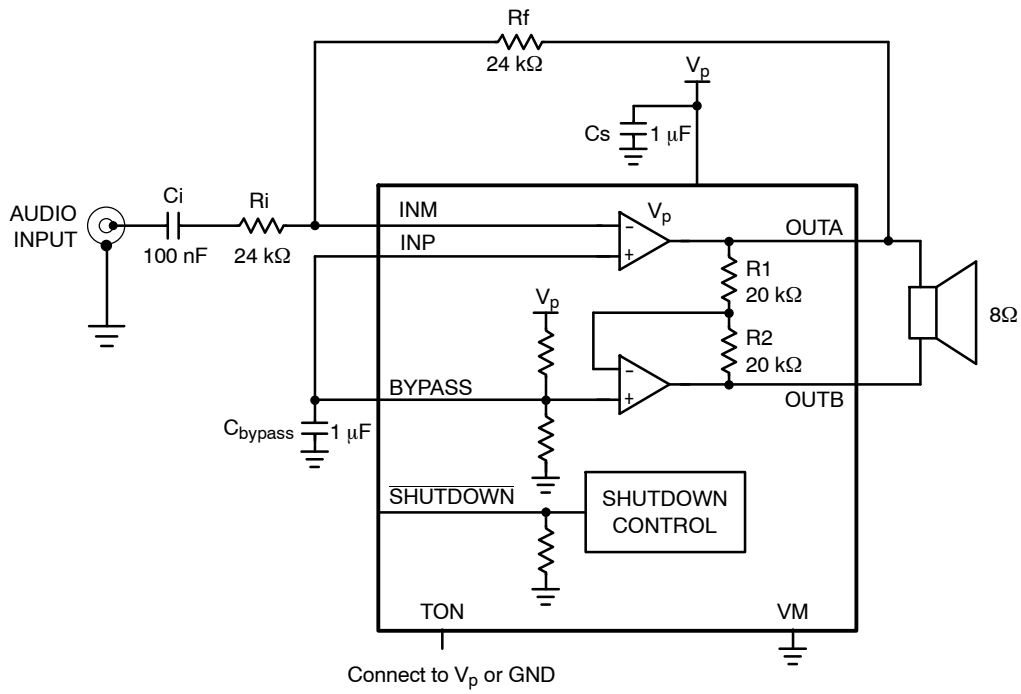 Rf
24 kΩ
Vp
Cs
1 μF
AUDIO
INPUT
Ci
100 nF
Ri
24 kΩ
INM
INP
Vp
-
+
OUTA
R1
20 kΩ
R2
20 kΩ
8Ω
Vp
-
+
BYPASS
OUTB
Cbypass
1 μF
SHUTDOWN
SHUTDOWN
CONTROL
TON
VM
Connect to Vp or GND